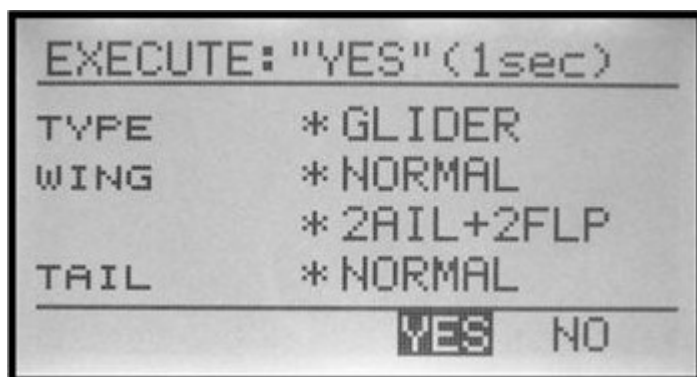 EXECUTE:"YES"(1sec)
TYPE *GLIDER
WING *NORMAL
*2AIL+2FLP
TAIL *NORMAL
YES NO